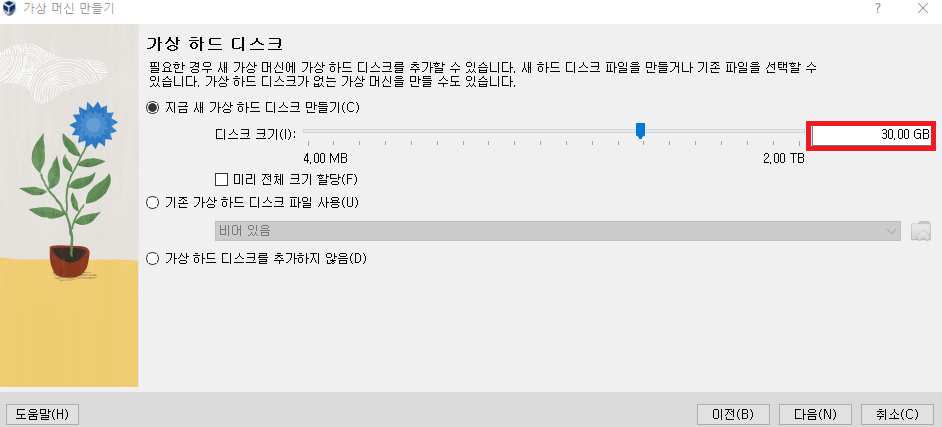 가상 머신 만들기
?
가상 하드 디스크
필요한 경우 새 가상 머신에 가상 하드 디스크를 추가할 수 있습니다. 새 하드 디스크 파일을 만들거나 기존 파일을 선택할 수
있습니다. 가상 하드 디스크가 없는 가상 머신을 만들 수도 있습니다.
지금 새 가상 하드 디스크 만들기(C)
디스크 크기(I):
30,00 GB
4,00 MB
2,00 TB
미리 전체 크기 할당(F)
기존 가상 하드 디스크 파일 사용(U)
비어 있음
가상 하드 디스크를 추가하지 않음(D)
도움말(H)
이전(B)
다음(N)
취소(C)